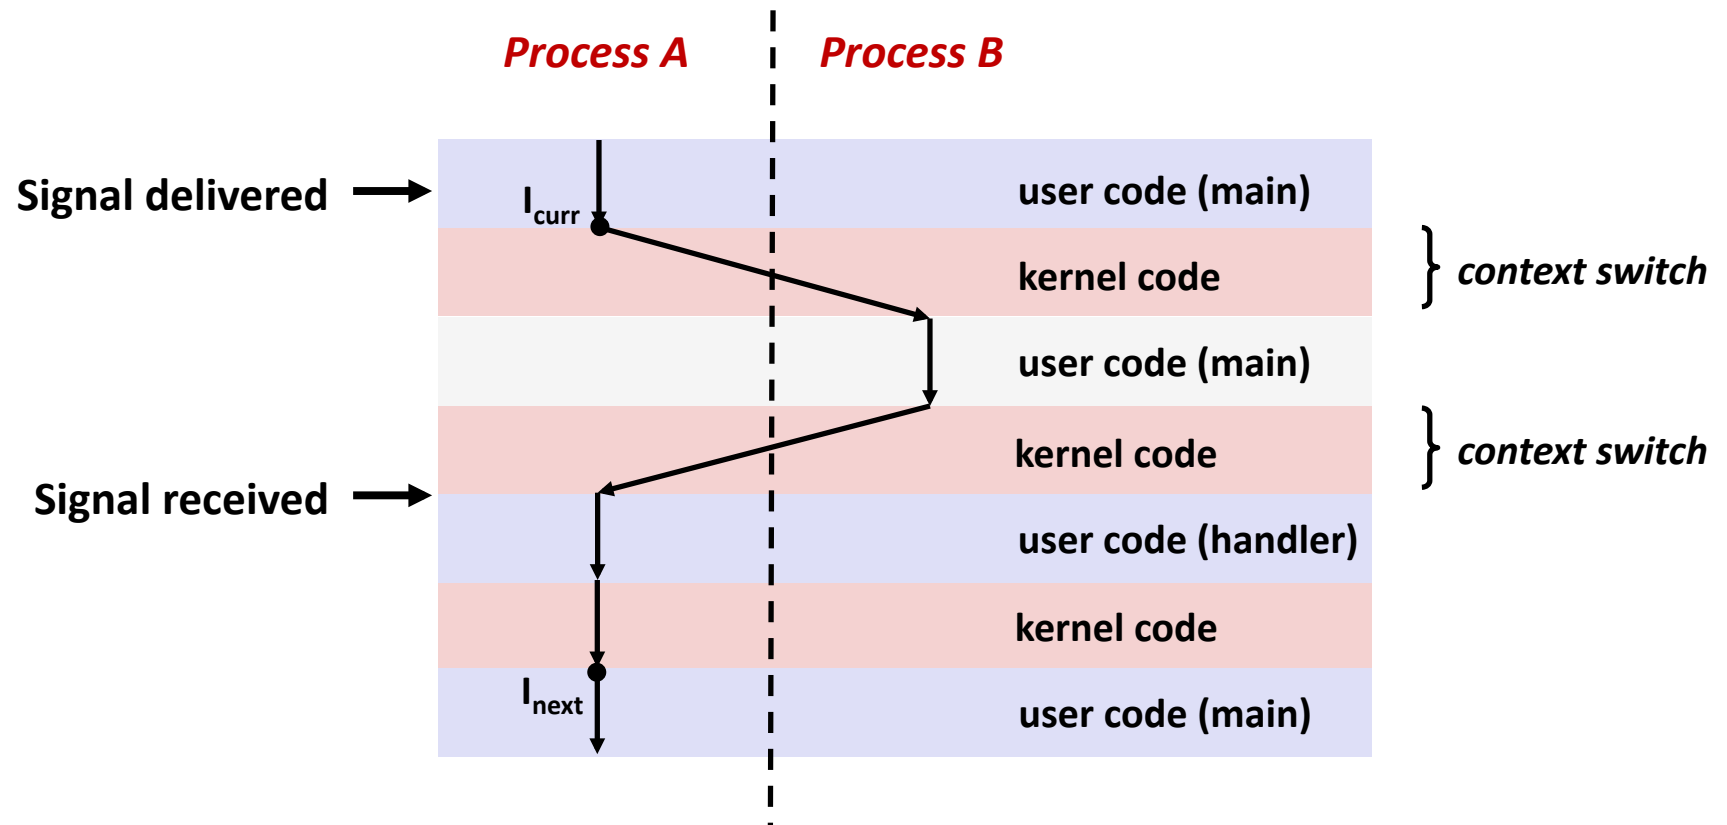 Process A
Process B
Signal delivered
Icurr
user code (main)
kernel code
context switch
user code (main)
kernel code
context switch
Signal received
user code (handler)
kernel code
Inext
user code (main)